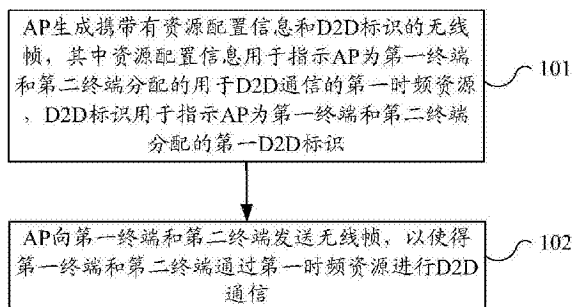 AP生成携带有资源配置信息和D2D标识的无线
帧，其中资源配置信息用于指示AP为第一终端
和第二终端分配的用于D2D通信的第一时频资源
、D2D标识用于指示AP为第一终端和第二终端
分配的第一D2D标识
101
AP向第一终端和第二终端发送无线帧，以使得
第一终端和第二终端通过第一时频资源进行D2D
通信
102